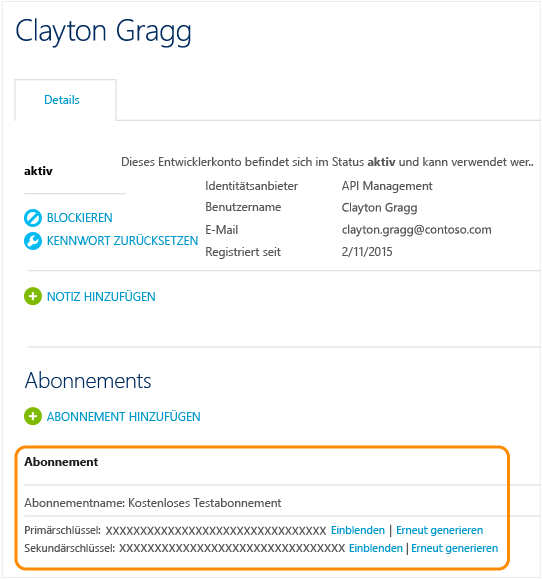 Clayton Gragg
Details
aktiv
Dieses Entwicklerkonto befindet sich im Status aktiv und kann verwendet wer..
Identitätsanbieter API Management
Benutzername Clayton Gragg
E-Mail clayton.gragg@contoso.com
Registriert seit 2/11/2015
BLOCKIEREN
KENNWORT ZURÜCKSETZEN
NOTIZ HINZUFÜGEN
Abonnements
ABONNEMENT HINZUFÜGEN
Abonnement
Abonnementname: Kostenloses Testabonnement
Primärschlüssel: XXXXXXXXXXXXXXXXXXXXXXXXXXXXXXXX Einblenden | Erneut generieren
Sekundärschlüssel: XXXXXXXXXXXXXXXXXXXXXXXXXXXXXXXX Einblenden | Erneut generieren